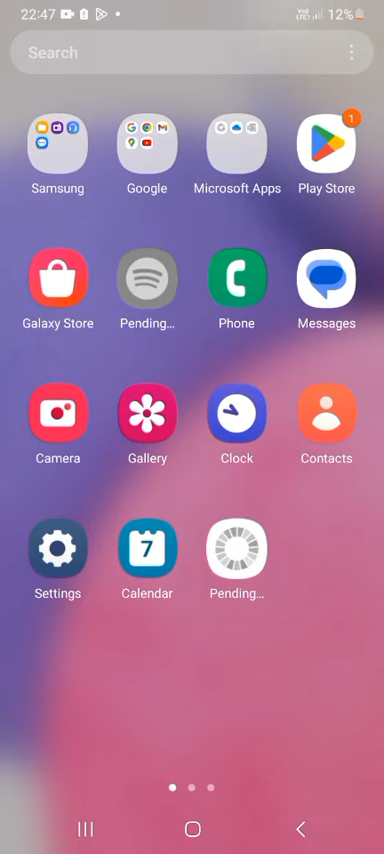 22:47 12%
Search
1
Samsung Google Microsoft Apps Play Store
Galaxy Store Pending... Phone Messages
Camera Gallery Clock Contacts
7
Settings Calendar Pending...